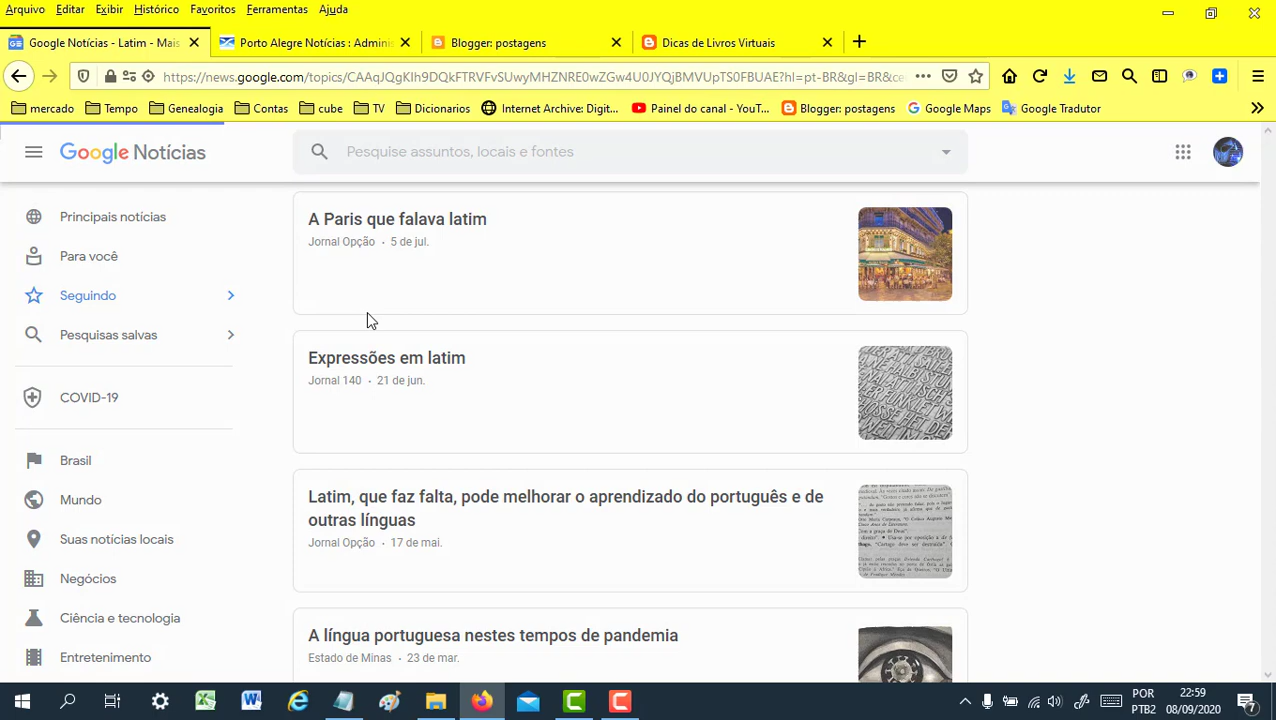 Arquivo Editar Exibir Histórico Favoritos Ferramentas Ajuda
Google Notícias - Latim - Mais
Porto Alegre Notícias : Adminis
Blogger: postagens
Dicas de Livros Virtuais
https://news.google.com/topics/CAAqJQgKIh9DQkFTRVFvSUwyMHZNRE0wZGw4U0JYQjBMVUpTS0FBUAE?hl=pt-BR&gl=BR&ce
mercado Tempo Genealogia Contas cube TV Dicionarios Internet Archive: Digit... Painel do canal - YouT... Blogger: postagens Google Maps Google Tradutor
Google Notícias
Pesquise assuntos, locais e fontes
Principais notícias
Para você
Seguindo
Pesquisas salvas
COVID-19
Brasil
Mundo
Suas notícias locais
Negócios
Ciência e tecnologia
Entretenimento
A Paris que falava latim
Jornal Opção · 5 de jul.
Expressões em latim
Jornal 140 · 21 de jun.
Latim, que faz falta, pode melhorar o aprendizado do português e de
outras línguas
Jornal Opção · 17 de mai.
A língua portuguesa nestes tempos de pandemia
Estado de Minas · 23 de mar.
POR
PTB2
22:59
08/09/2020
7